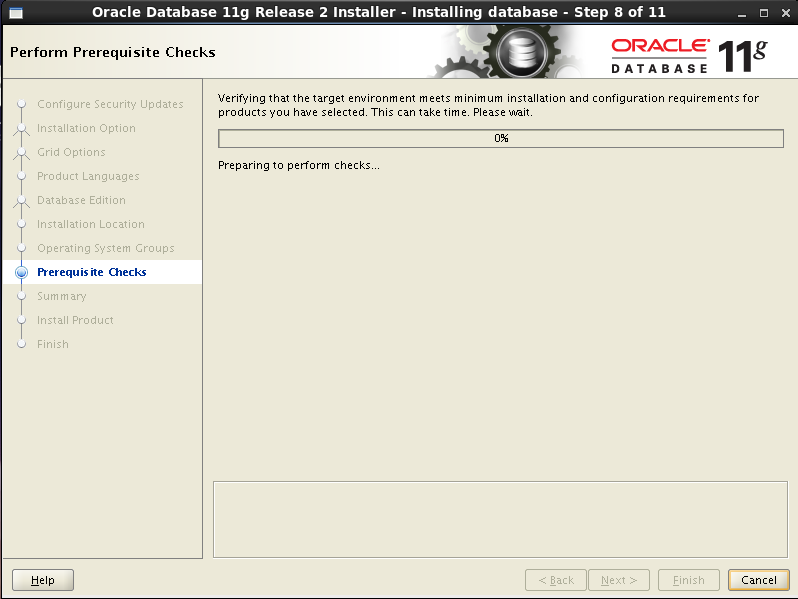 Oracle Database 11g Release 2 Installer - Installing database - Step 8 of 11
Perform Prerequisite Checks
ORACLE
DATABASE
11g
Configure Security Updates
Installation Option
Grid Options
Product Languages
Database Edition
Installation Location
Operating System Groups
Prerequisite Checks
Summary
Install Product
Finish
Verifying that the target environment meets minimum installation and configuration requirements for
products you have selected. This can take time. Please wait.
0%
Preparing to perform checks...
Help
< Back
Next >
Finish
Cancel